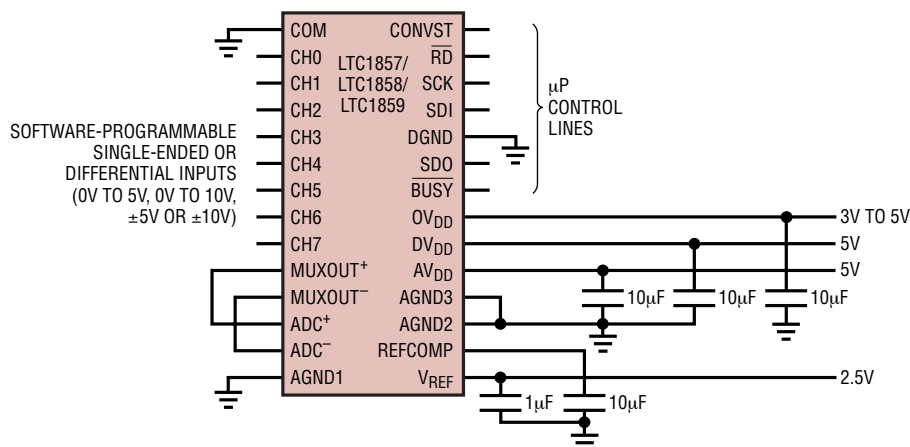 COM
CH0
CH1
CH2
CH3
CH4
CH5
CH6
CH7
MUXOUT+
MUXOUT−
ADC+
ADC−
AGND1
LTC1857/
LTC1858/
LTC1859
CONVST
R̅D̅
SCK
SDI
DGND
SDO
B̅U̅S̅Y̅
OVDD
DVDD
AVDD
AGND3
AGND2
REFCOMP
VREF
SOFTWARE-PROGRAMMABLE
SINGLE-ENDED OR
DIFFERENTIAL INPUTS
(0V TO 5V, 0V TO 10V,
±5V OR ±10V)
µP
CONTROL
LINES
3V TO 5V
5V
5V
10µF
10µF
10µF
2.5V
1µF
10µF